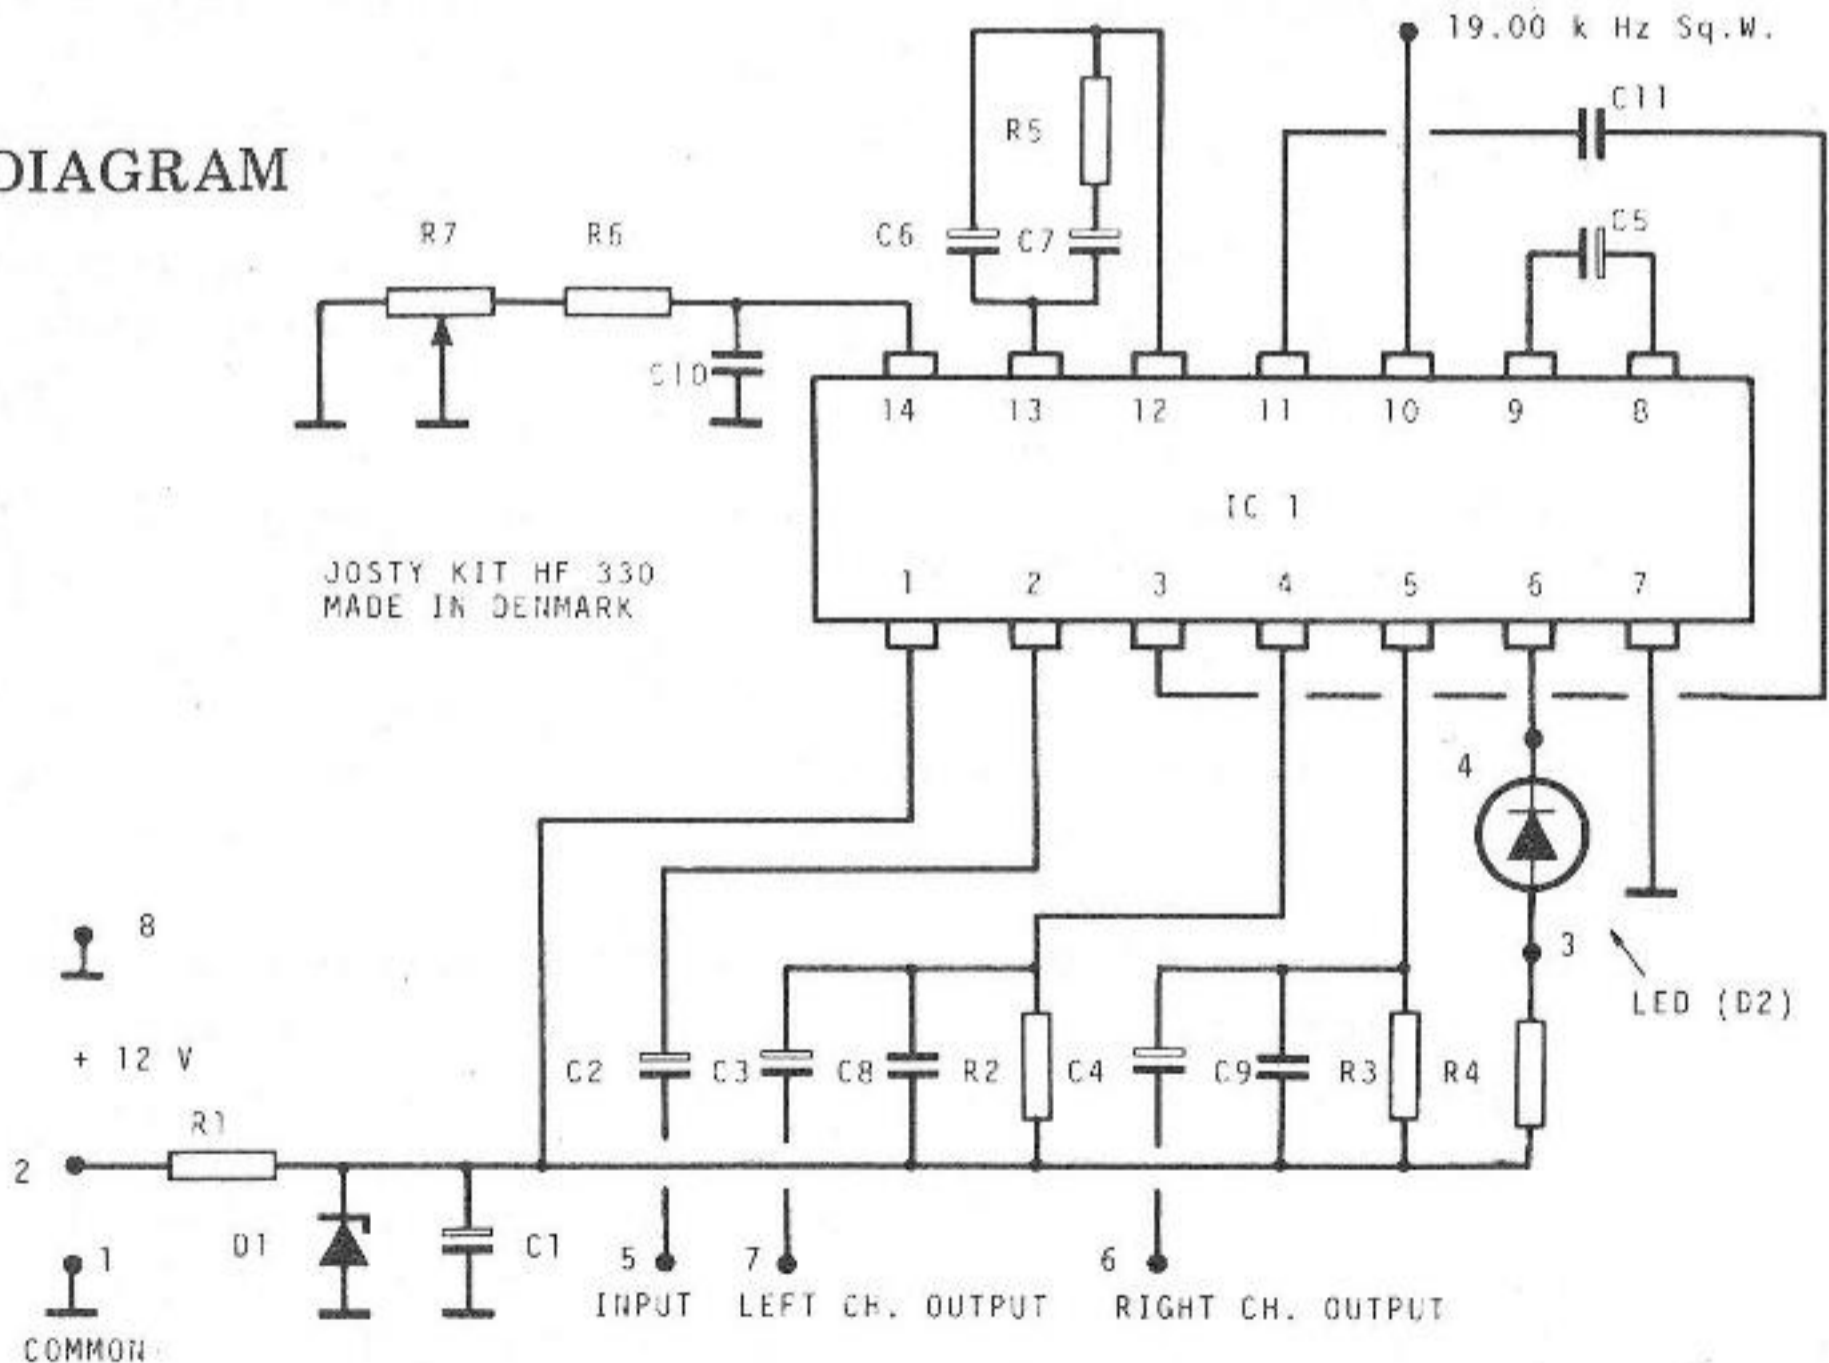 19.00 k Hz Sq.W.
C11
R5
DIAGRAM
C5
R7
R6
C6
C7
C10
14
13
12
11
10
9
8
IC 1
JOSTY KIT HF 330
MADE IN DENMARK
1
2
3
4
5
6
7
4
8
3
LED (D2)
+ 12 V
C2
C3
C8
R2
C4
C9
R3
R4
R1
2
1
D1
C1
5
7
6
INPUT
LEFT CH. OUTPUT
RIGHT CH. OUTPUT
COMMON